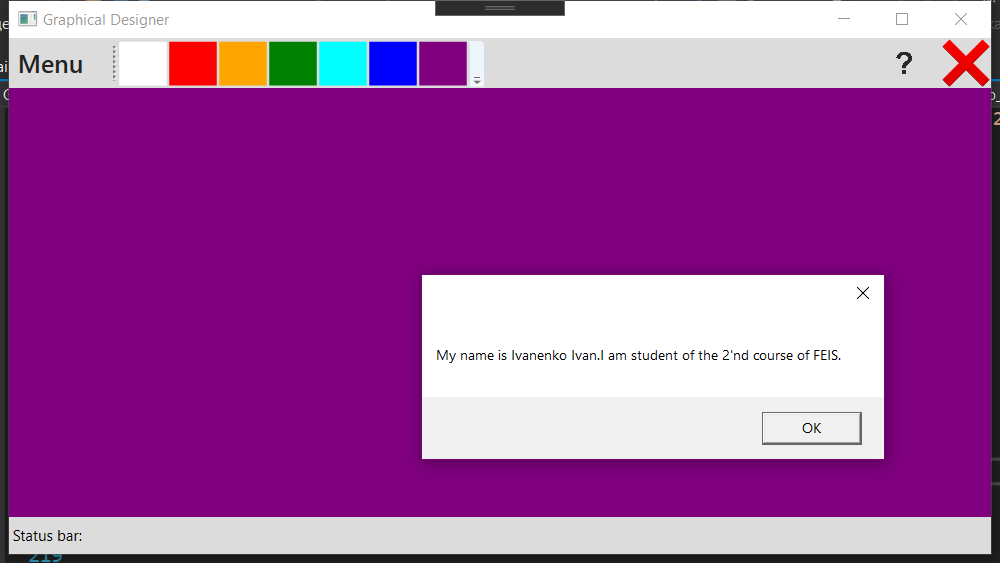 Graphical Designer
Menu
?
My name is Ivanenko Ivan.I am student of the 2'nd course of FEIS.
OK
Status bar:
219